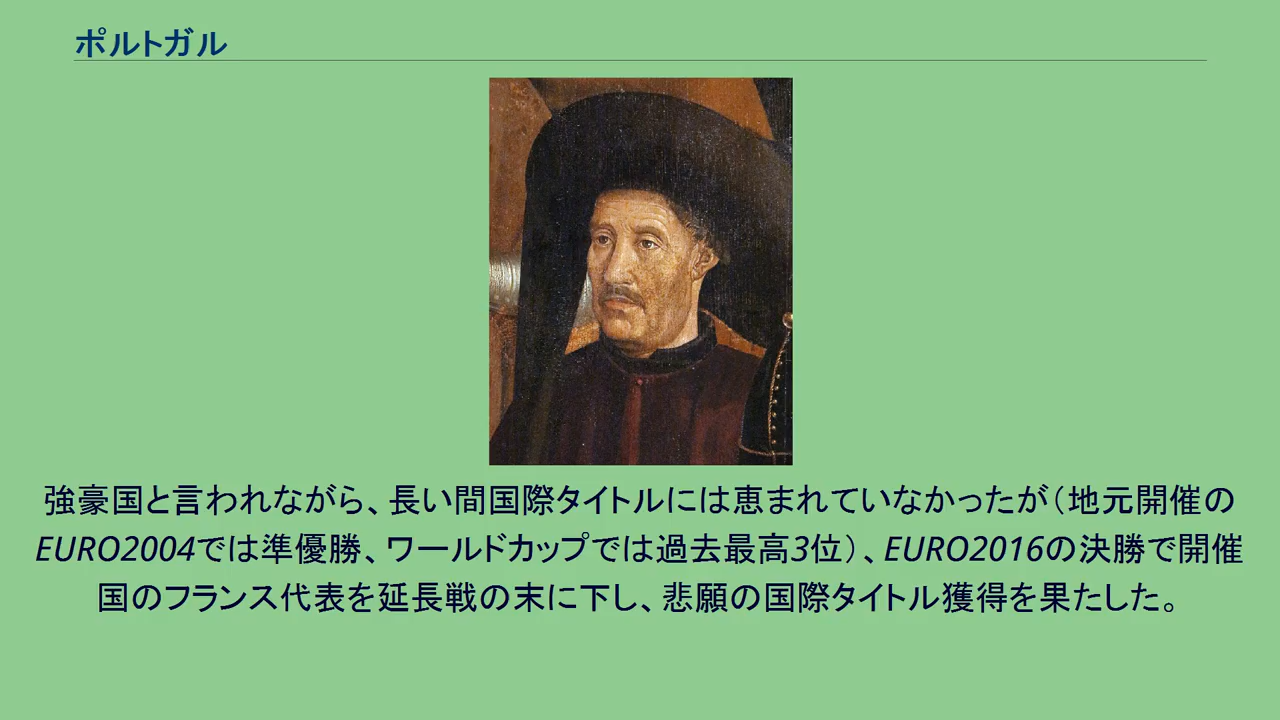 ポルトガル
強豪国と言われながら、長い間国際タイトルには恵まれていなかったが（地元開催の
EURO2004では準優勝、ワールドカップでは過去最高3位）、EURO2016の決勝で開催
国のフランス代表を延長戦の末に下し、悲願の国際タイトル獲得を果たした。